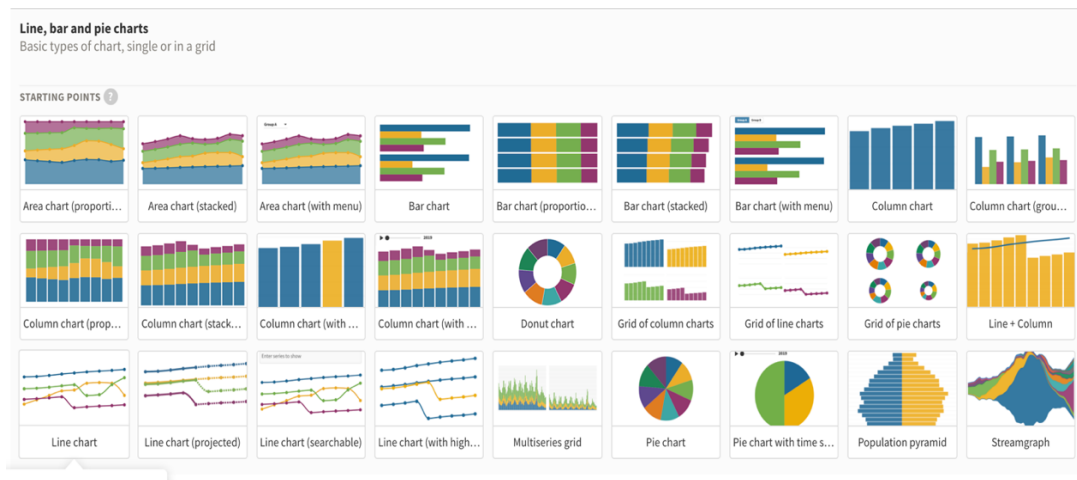 Line, bar and pie charts
Basic types of chart, single or in a grid
STARTING POINTS ?
Area chart (proporti...
Area chart (stacked)
Area chart (with menu)
Bar chart
Bar chart (proportio...
Bar chart (stacked)
Bar chart (with menu)
Column chart
Column chart (grou...
Column chart (prop...
Column chart (stack...
Column chart (with ...
Column chart (with ...
Donut chart
Grid of column charts
Grid of line charts
Grid of pie charts
Line + Column
Enter series to show
Line chart
Line chart (projected)
Line chart (searchable)
Line chart (with high...
Multiseries grid
Pie chart
Pie chart with time s...
Population pyramid
Streamgraph